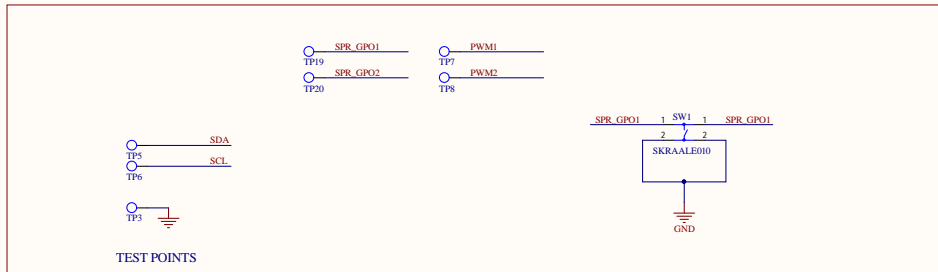 SPR_GPO1 PWM1
TP19 TP7
SPR_GPO2 PWM2
TP20 TP8
SW1
SPR_GPO1 1 1 SPR_GPO1
2 2
SKRAALE010
SDA
TP5
SCL
TP6
TP3
GND
TEST POINTS